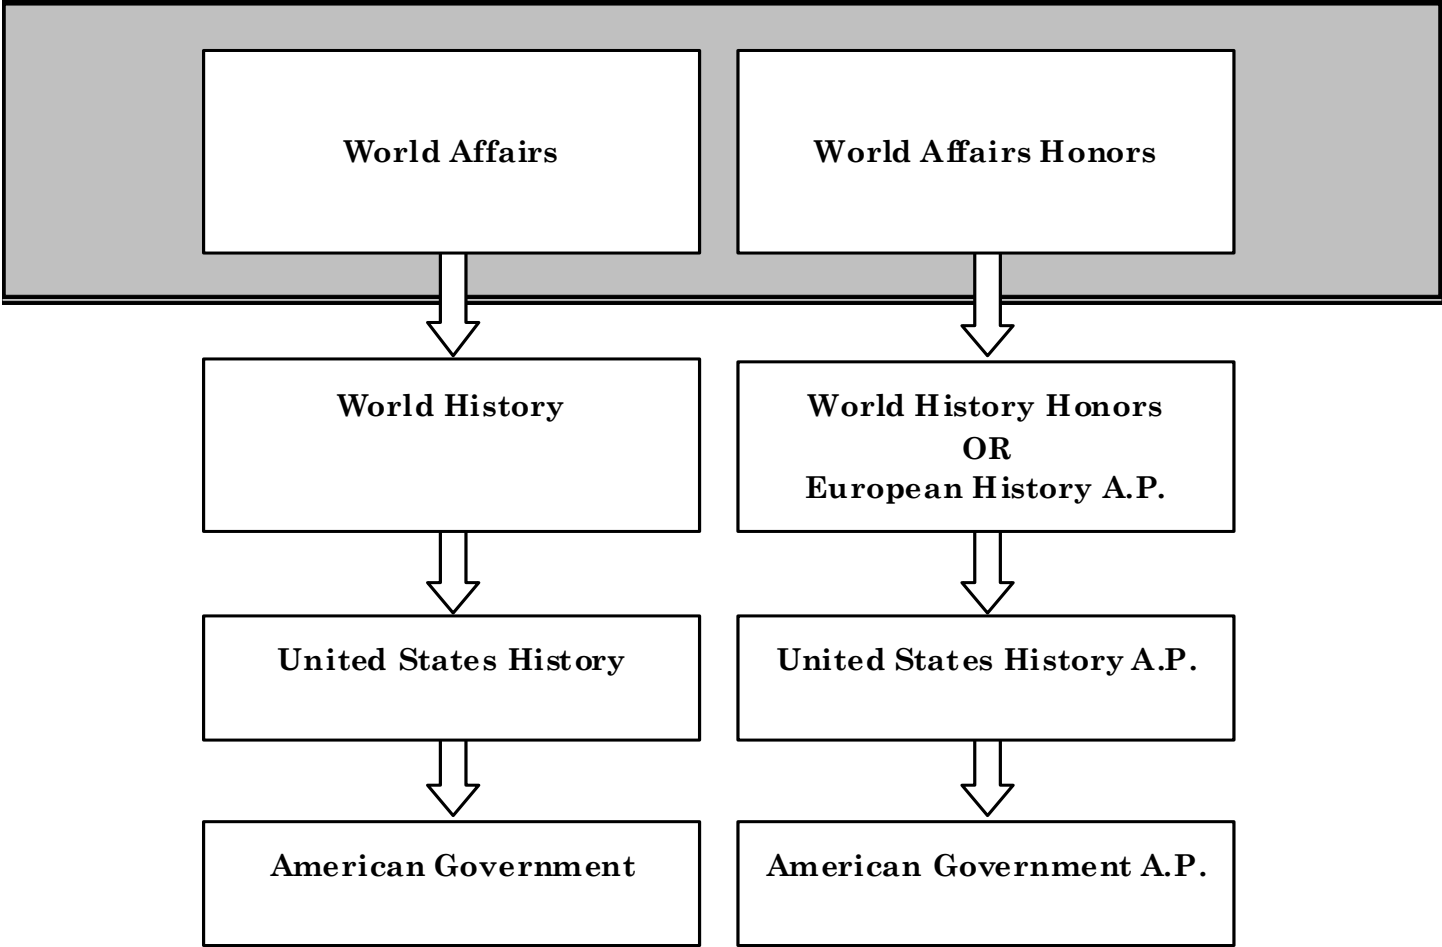 World Affairs
World Affairs Honors
World History
World History Honors
OR
European History A.P.
United States History
United States History A.P.
American Government
American Government A.P.